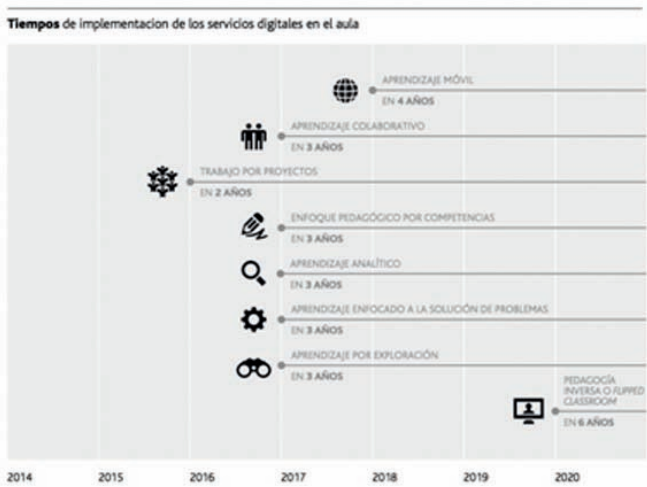 Tiempos de implementacion de los servicios digitales en el aula
APRENDIZAJE MÓVIL
EN 4 AÑOS
APRENDIZAJE COLABORATIVO
EN 3 AÑOS
TRABAJO POR PROYECTOS
EN 2 AÑOS
ENFOQUE PEDAGÓGICO POR COMPETENCIAS
EN 3 AÑOS
APRENDIZAJE ANALÍTICO
EN 3 AÑOS
APRENDIZAJE ENFOCADO A LA SOLUCIÓN DE PROBLEMAS
EN 3 AÑOS
APRENDIZAJE POR EXPLORACIÓN
EN 3 AÑOS
PEDAGOGÍA
INVERSA O FLIPPED
CLASSROOM
EN 6 AÑOS
2014 2015 2016 2017 2018 2019 2020